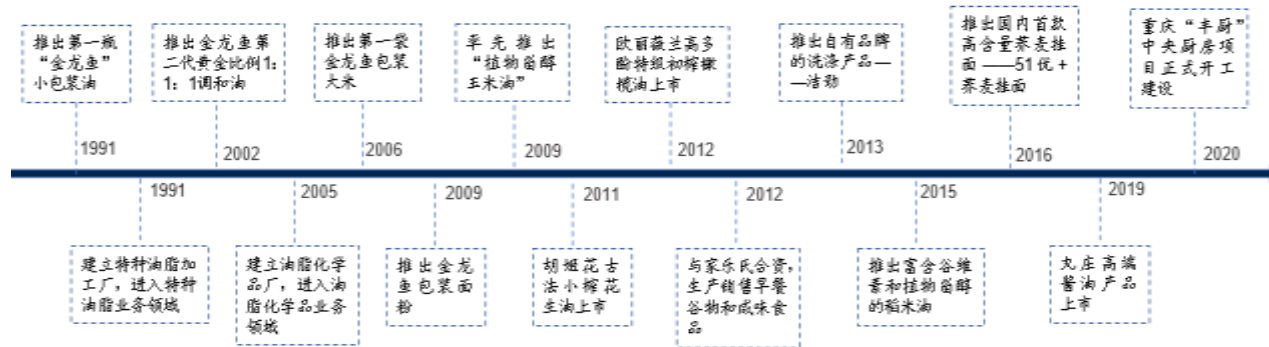 推出第一瓶
“金龙鱼”
小包装油
推出金龙鱼第
二代黄金比例1:
1: 1调和油
推出第一袋
金龙鱼包装
大米
率先推出
“植物甾醇
玉米油”
欧丽薇兰高多
酚特级初榨橄
榄油上市
推出自有品牌
的洗涤产品—
—洁劲
推出国内首款
高含量荞麦挂
面——51优+
荞麦挂面
重庆“丰厨”
中央厨房项
目正式开工
建设
1991
2002
2006
2009
2012
2013
2016
2020
1991
2005
2009
2011
2012
2015
2019
建立特种油脂加
工厂，进入特种
油脂业务领域
建立油脂化学
品厂，进入油
脂化学品业务
领域
推出金龙
鱼包装面
粉
胡姬花古
法小榨花
生油上市
与家乐氏合资，
生产销售早餐
谷物和咸味食
品
推出富含谷维
素和植物甾醇
的稻米油
丸庄高端
酱油产品
上市